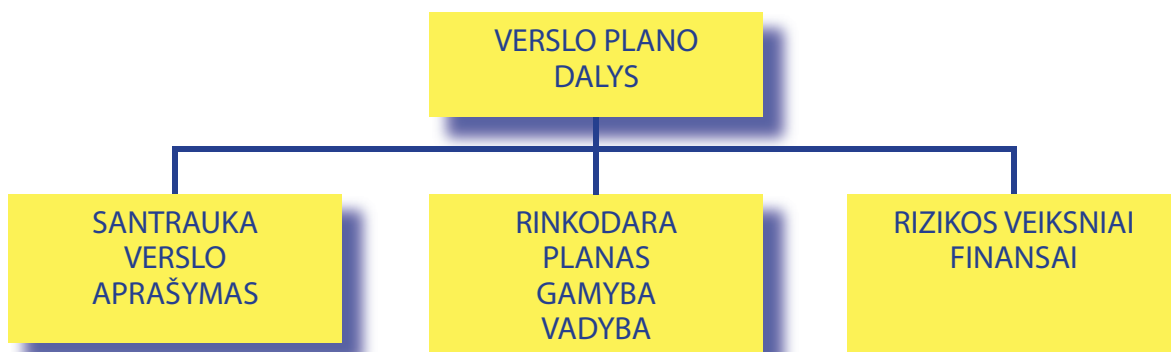 VERSLO PLANO
DALYS
SANTRAUKA
VERSLO
APRAŠYMAS
RINKODARA
PLANAS
GAMYBA
VADYBA
RIZIKOS VEIKSNIAI
FINANSAI